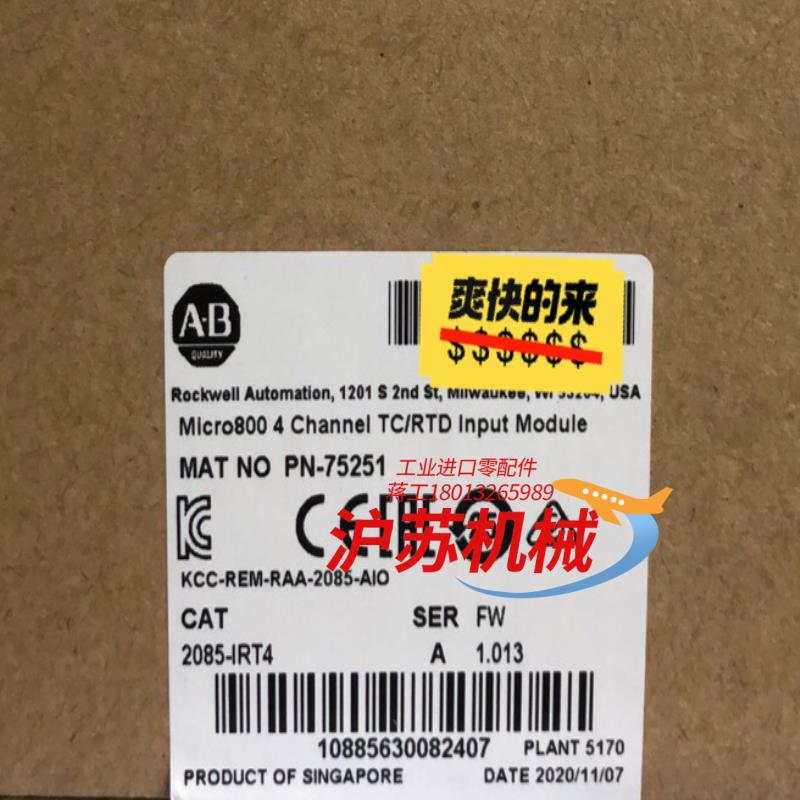 爽快的来
$$$$$$
A·B
QUALITY
Rockwell Automation, 1201 S 2nd St, Milwaukee, WI 53204, USA
Micro800 4 Channel TC/RTD Input Module
MAT NO PN-75251
工业进口零配件
蒋工18013265989
沪苏机械
KCC-REM-RAA-2085-AIO
CAT SER FW
2085-IRT4 A 1.013
10885630082407 PLANT 5170
PRODUCT OF SINGAPORE DATE 2020/11/07